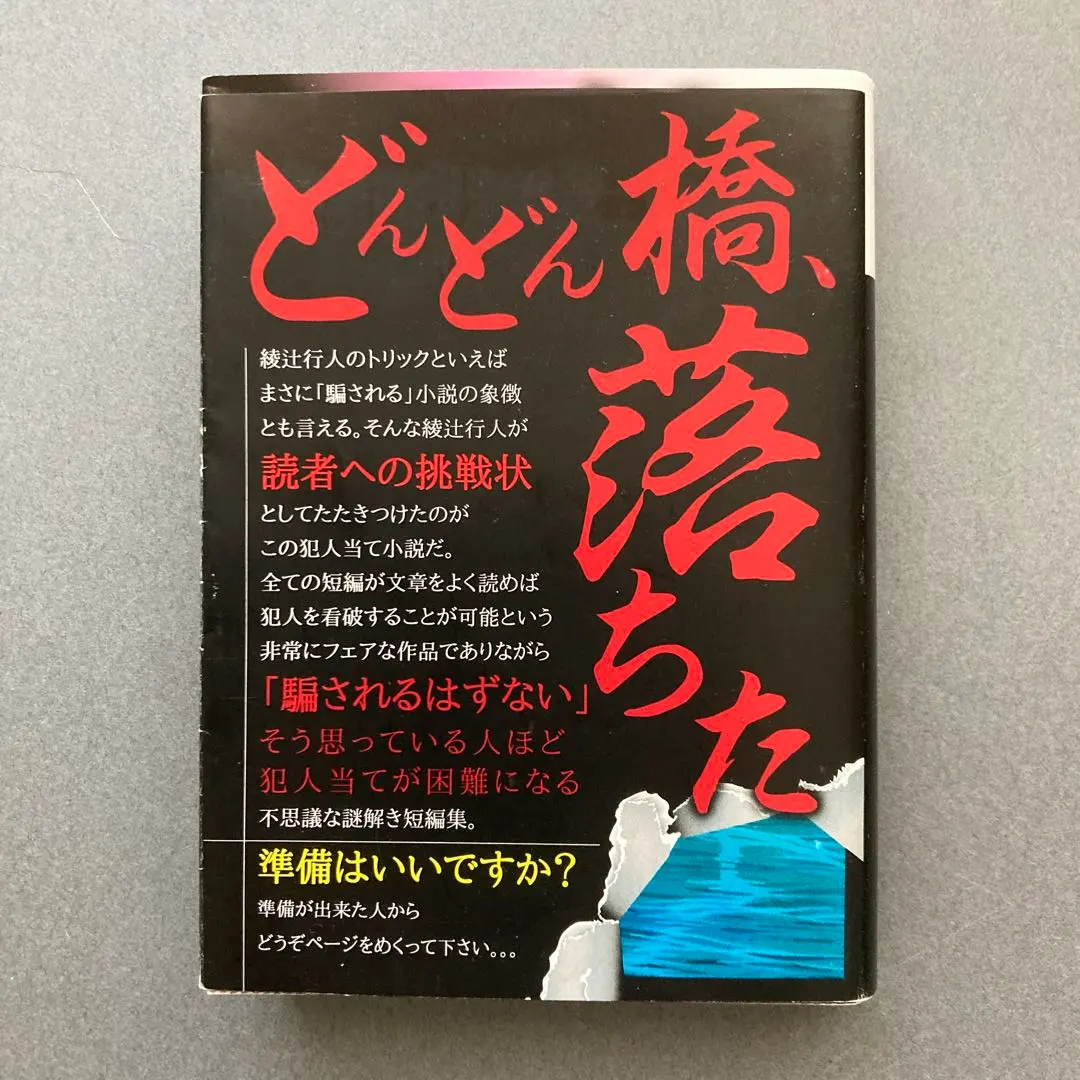 どんどん橋、
落ちた
綾辻行人のトリックといえば
まさに「騙される」小説の象徴
とも言える。そんな綾辻行人が
読者への挑戦状
としてたたきつけたのが
この犯人当て小説だ。
全ての短編が文章をよく読めば
犯人を看破することが可能という
非常にフェアな作品でありながら
「騙されるはずない」
そう思っている人ほど
犯人当てが困難になる
不思議な謎解き短編集。
準備はいいですか？
準備が出来た人から
どうぞページをめくって下さい。。。